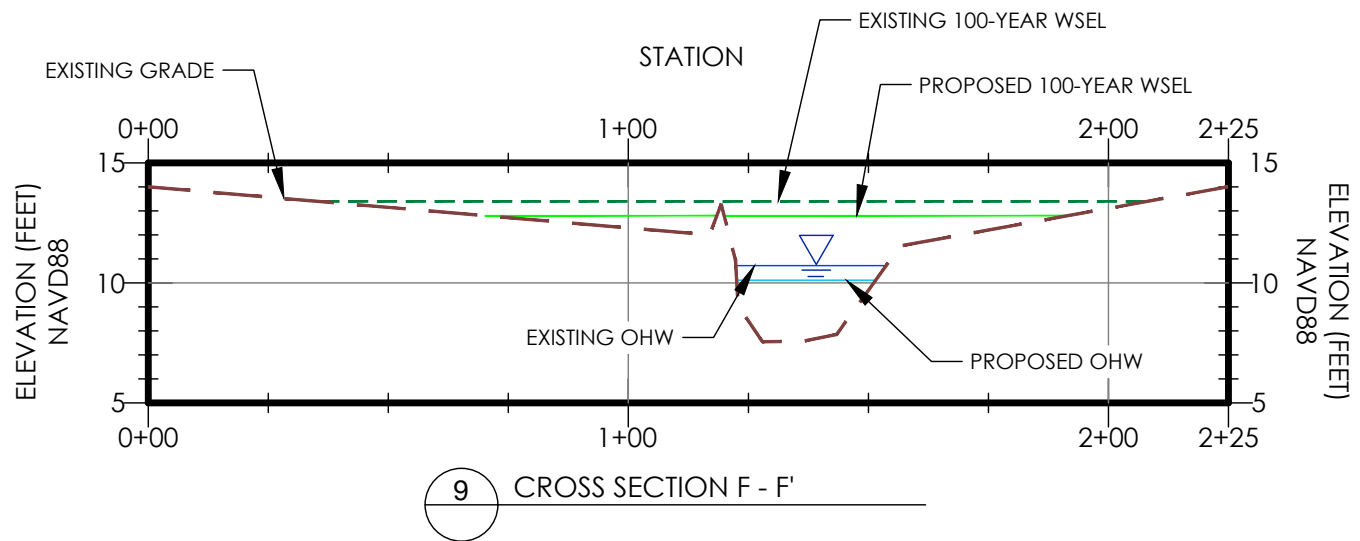 EXISTING 100-YEAR WSEL
STATION
EXISTING GRADE
PROPOSED 100-YEAR WSEL
0+00
1+00
2+00
2+25
15
15
ELEVATION (FEET)
NAVD88
10
10
ELEVATION (FEET)
NAVD88
EXISTING OHW
PROPOSED OHW
5
5
0+00
1+00
2+00
2+25
9
CROSS SECTION F - F'